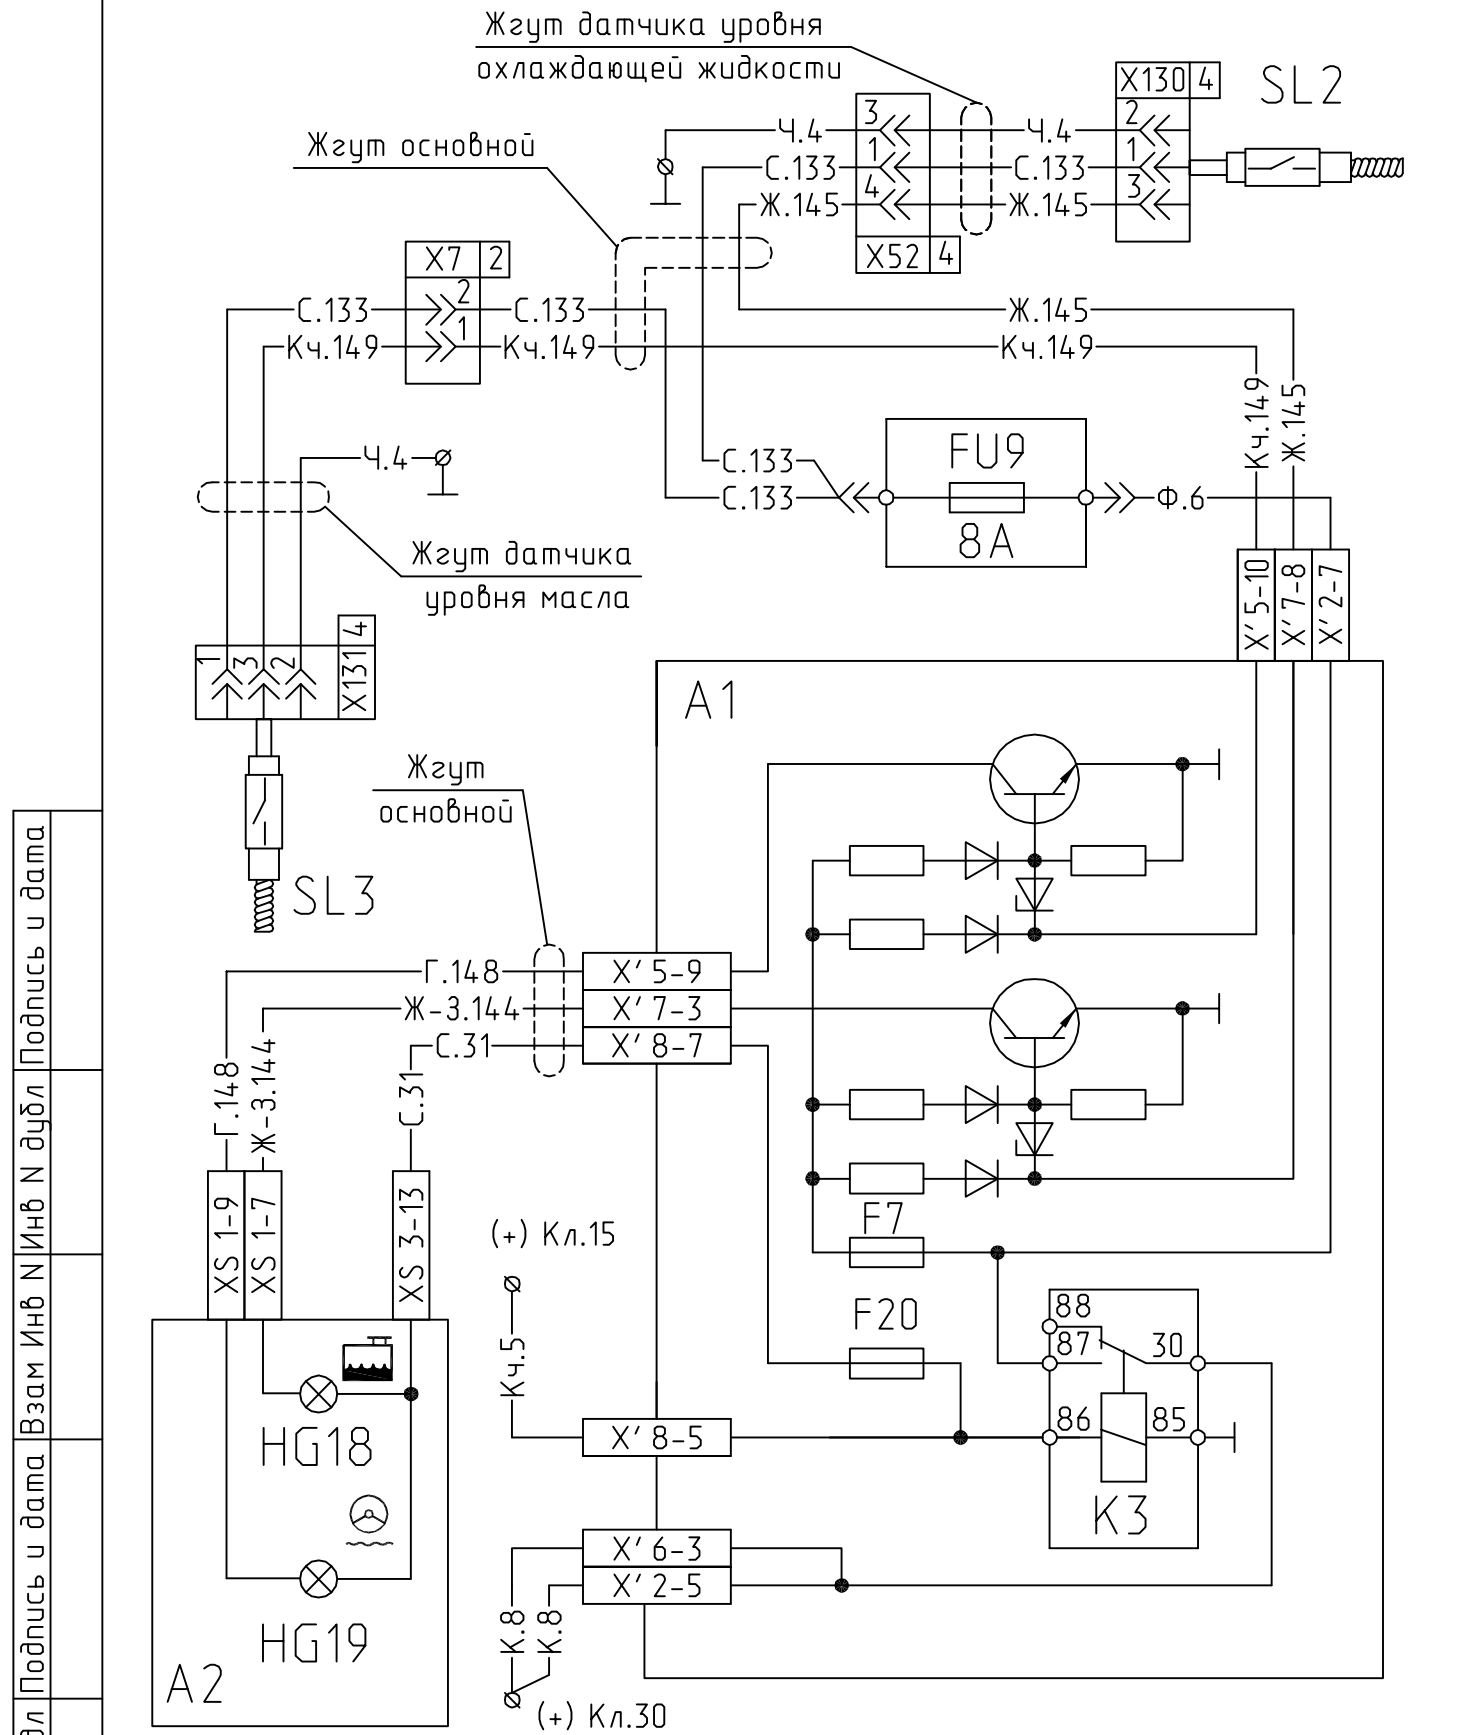 Жгут датчика уровня
охлаждающей жидкости
X130 4
SL2
Жгут основной
3
2
Ч.4
Ч.4
1
1
С.133
С.133
4
3
Ж.145
Ж.145
X52 4
X7 2
2
С.133
С.133
Ж.145
1
Кч.149
Кч.149
Кч.149
Кч.149
Ж.145
Ч.4
FU9
С.133
С.133
Ф.6
8А
Жгут датчика
уровня масла
X' 5-10
X' 7-8
X' 2-7
1
3
2
X131 4
А1
SL3
Жгут
основной
Г.148
X' 5-9
Ж-3.144
X' 7-3
С.31
X' 8-7
Г.148
Ж-3.144
С.31
XS 1-9
XS 1-7
XS 3-13
(+) Кл.15
F7
F20
88
87
30
Кч.5
86
85
X' 8-5
HG18
К3
X' 6-3
X' 2-5
HG19
К.8
К.8
А2
(+) Кл.30
Подпись и дата
Инв N дубл
Взам Инв N
Подпись и дата